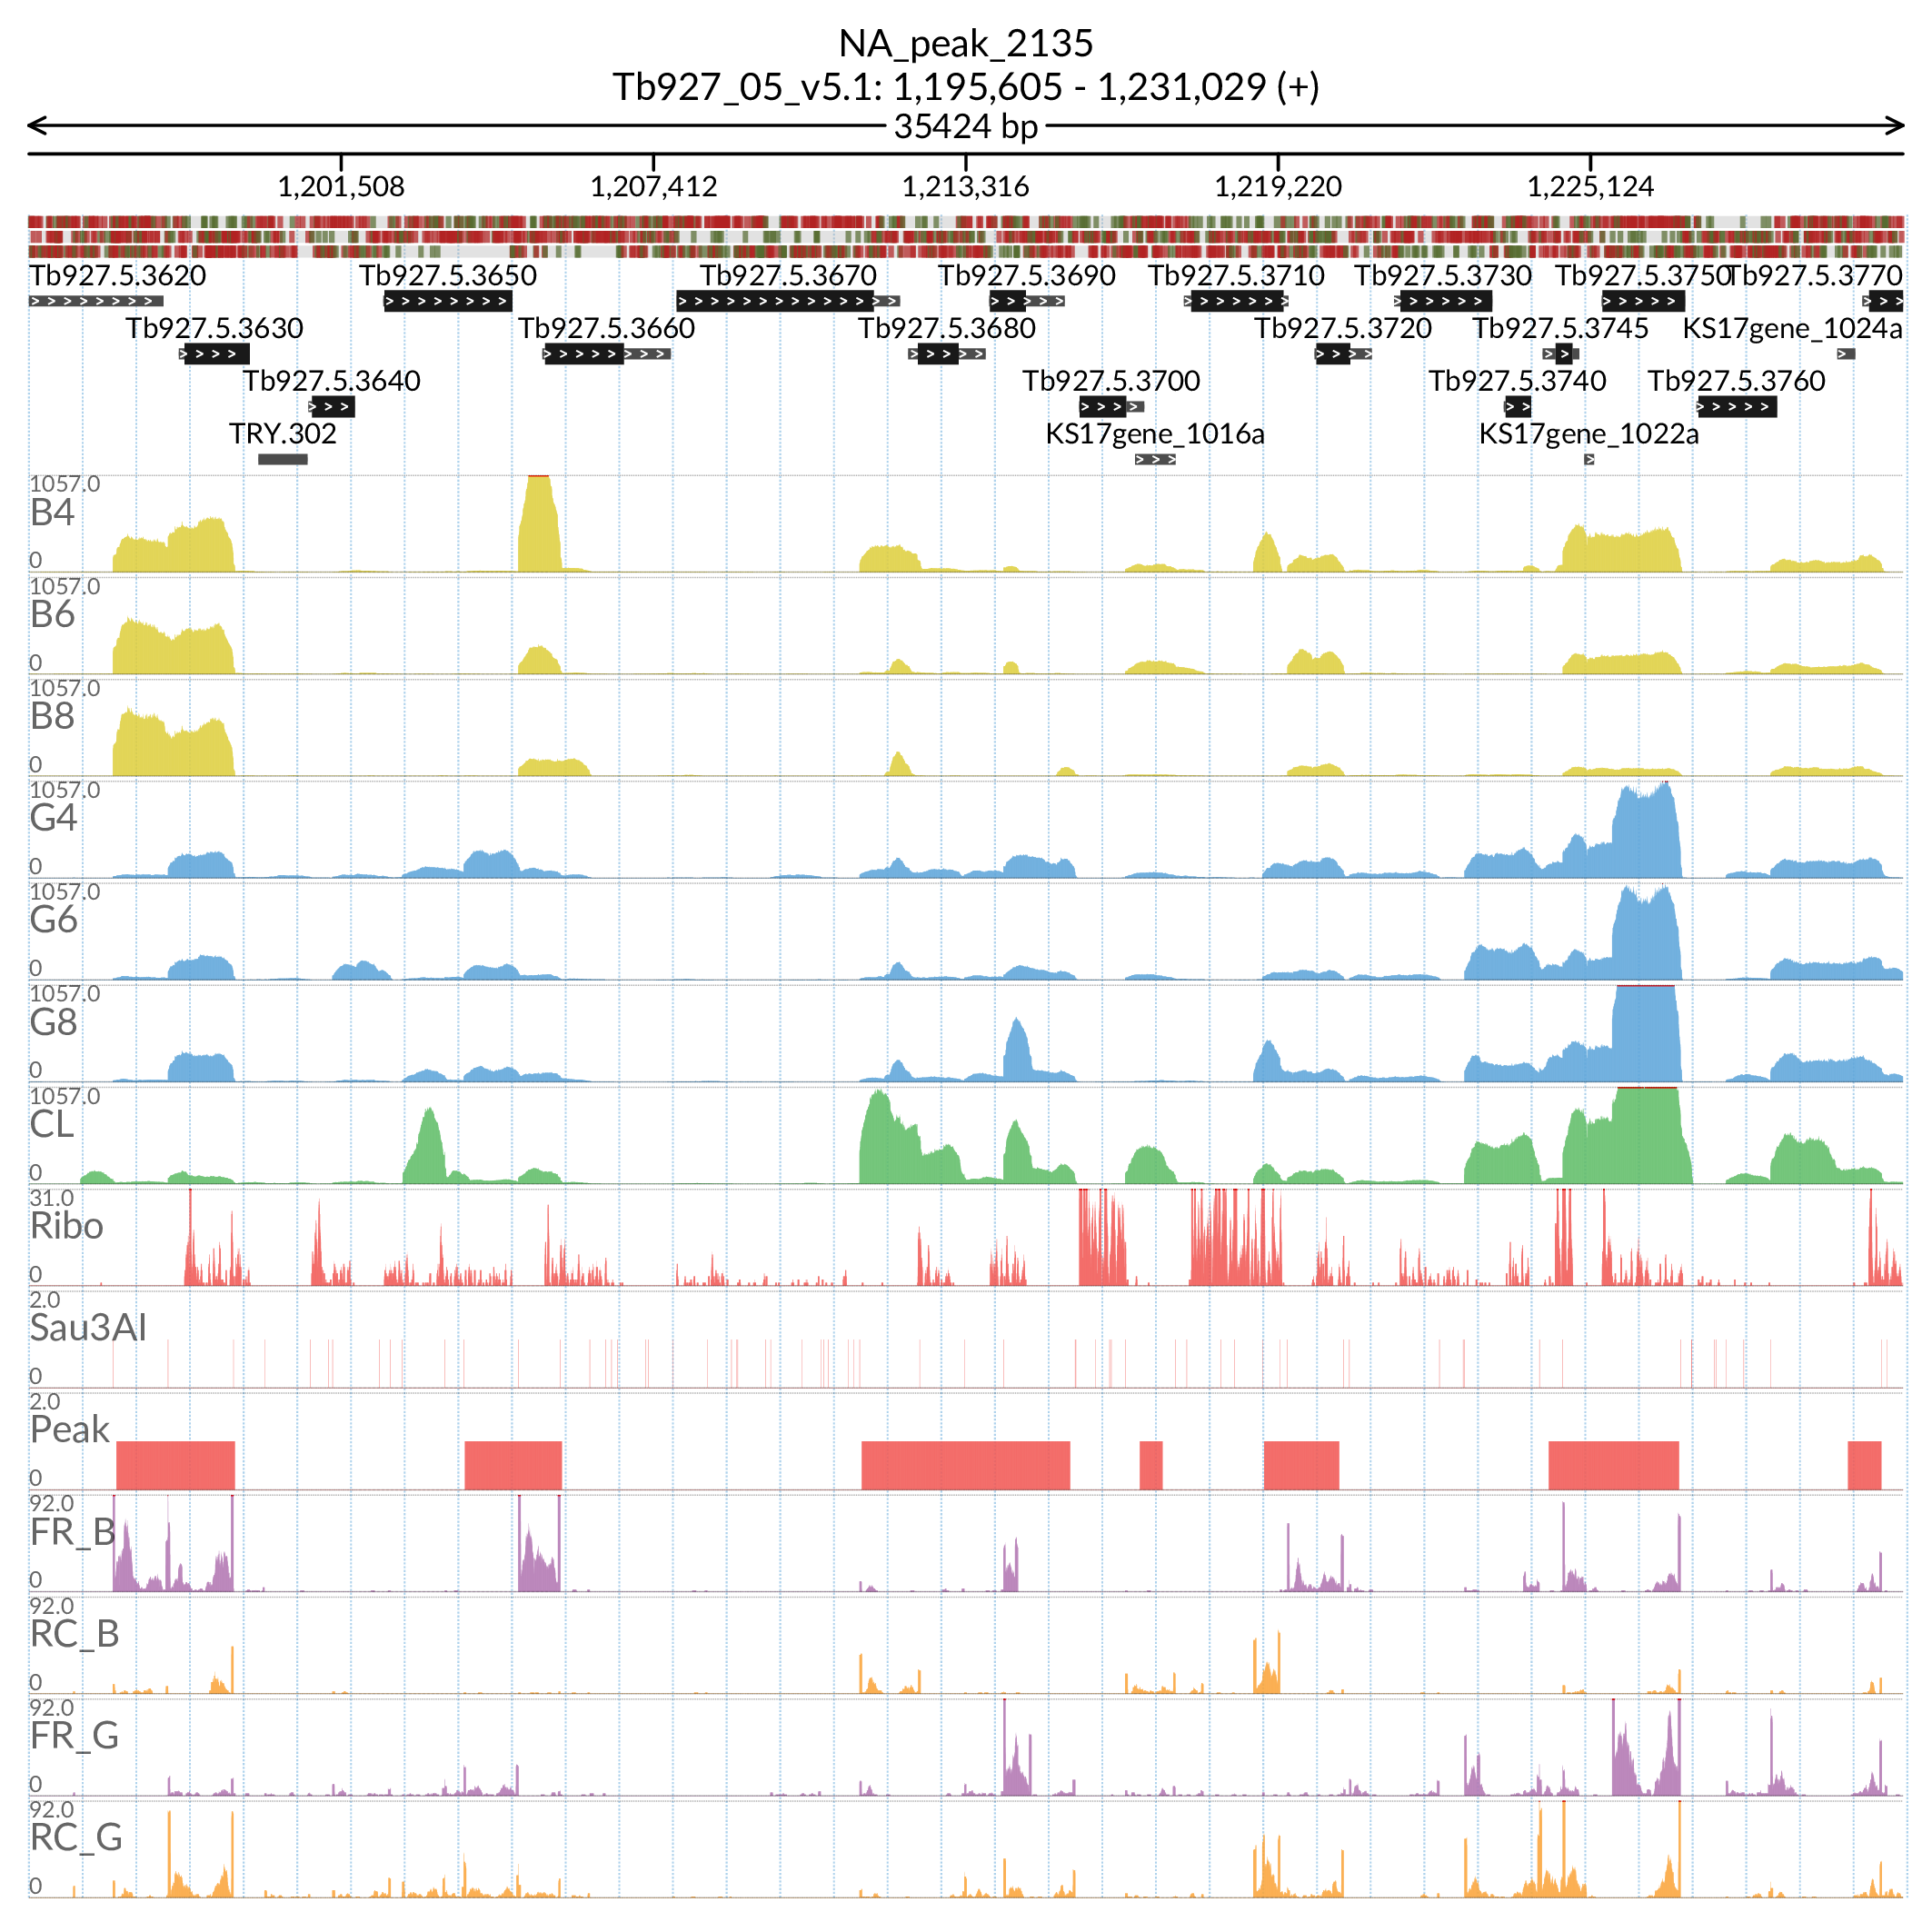 NA_peak_2135
Tb927_05_v5.1: 1,195,605 - 1,231,029 (+)
35424 bp
1,201,508 1,207,412 1,213,316 1,219,220 1,225,124
Tb927.5.3620 Tb927.5.3650 Tb927.5.3670 Tb927.5.3690 Tb927.5.3710 Tb927.5.3730 Tb927.5.3750 Tb927.5.3770
Tb927.5.3630 Tb927.5.3660 Tb927.5.3680 Tb927.5.3720 Tb927.5.3745 KS17gene_1024a
Tb927.5.3640 Tb927.5.3700 Tb927.5.3740 Tb927.5.3760
TRY.302 KS17gene_1016a KS17gene_1022a
1057.0
B4
0
1057.0
B6
0
1057.0
B8
0
1057.0
G4
0
1057.0
G6
0
1057.0
G8
0
1057.0
CL
0
31.0
Ribo
0
2.0
Sau3AI
0
2.0
Peak
0
92.0
FR_B
0
92.0
RC_B
0
92.0
FR_G
0
92.0
RC_G
0